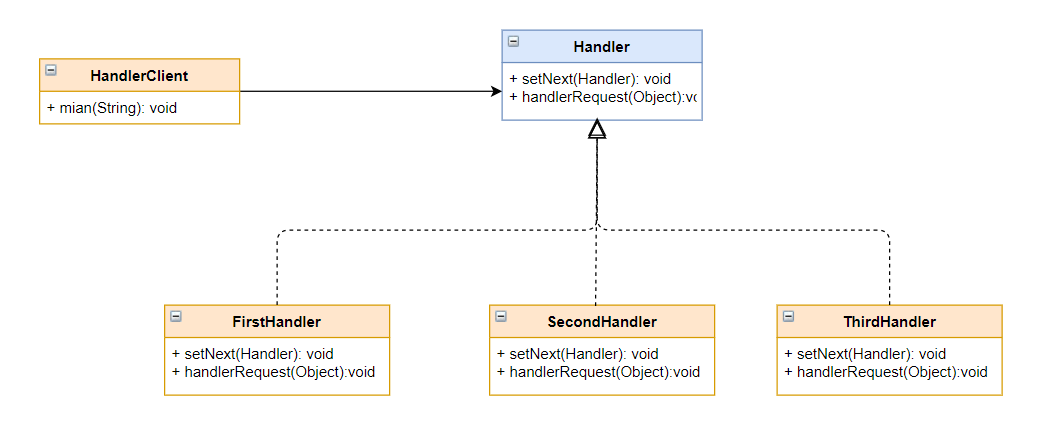 Handler
+ setNext(Handler): void
+ handlerRequest(Object):vo
HandlerClient
+ mian(String): void
FirstHandler
+ setNext(Handler): void
+ handlerRequest(Object):void
SecondHandler
+ setNext(Handler): void
+ handlerRequest(Object):void
ThirdHandler
+ setNext(Handler): void
+ handlerRequest(Object):void